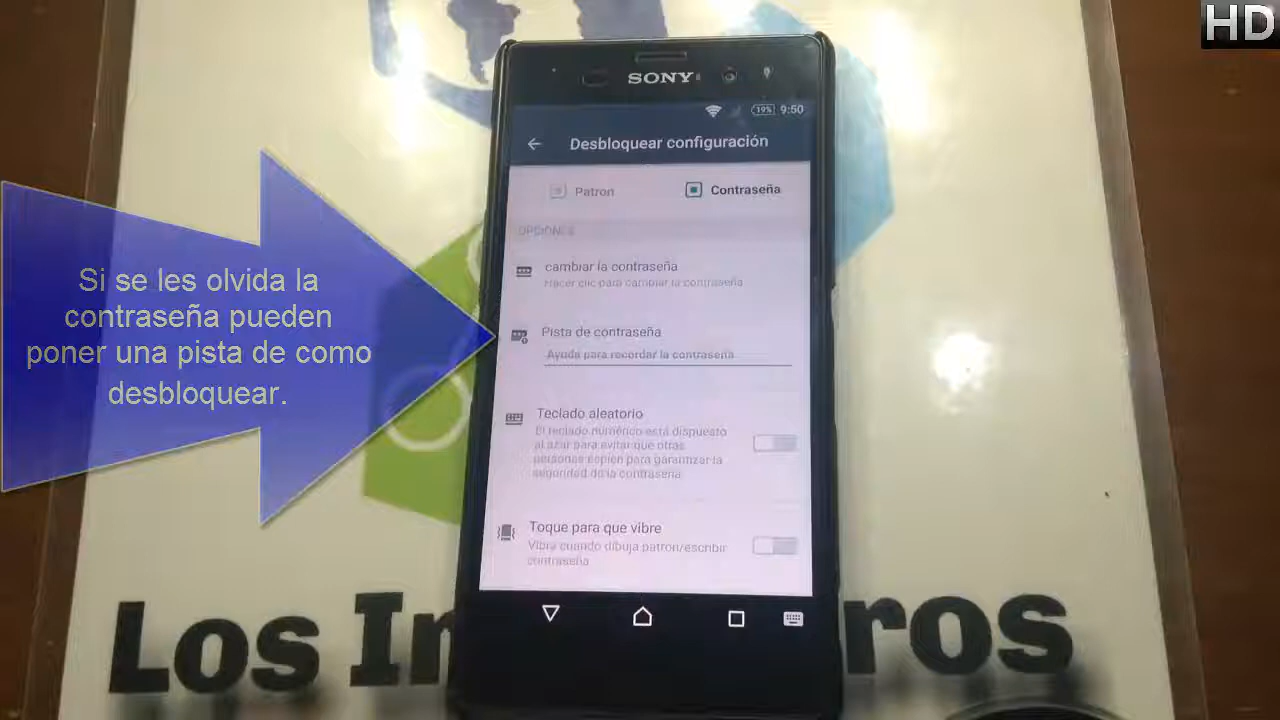 HD
SONY
19% 9:50
Desbloquear configuración
Patron Contraseña
OPCIONES
cambiar la contraseña
Hacer clic para cambiar la contraseña
Pista de contraseña
Ayuda para recordar la contraseña
Teclado aleatorio
El teclado numérico está dispuesto
al azar para evitar que otras
personas espíen para garantizar la
seguridad de la contraseña
Toque para que vibre
Vibra cuando dibuja patron/escribir
contraseña
Si se les olvida la
contraseña pueden
poner una pista de como
desbloquear.
Los In ros